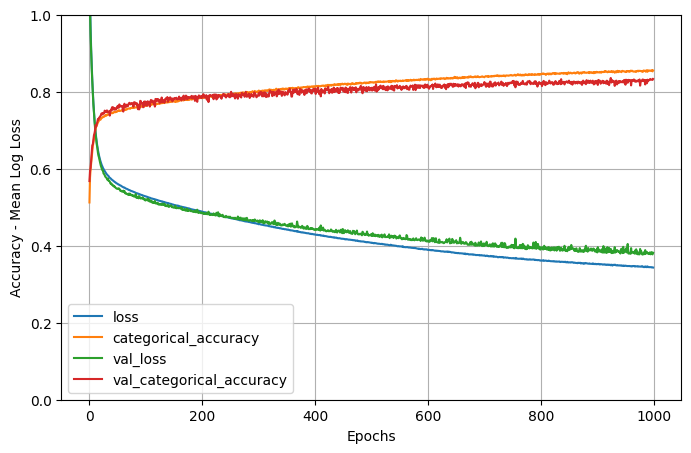 1.0
0.8
0.6
0.4
0.2
0.0
Accuracy - Mean Log Loss
loss
categorical_accuracy
val_loss
val_categorical_accuracy
0 200 400 600 800 1000
Epochs